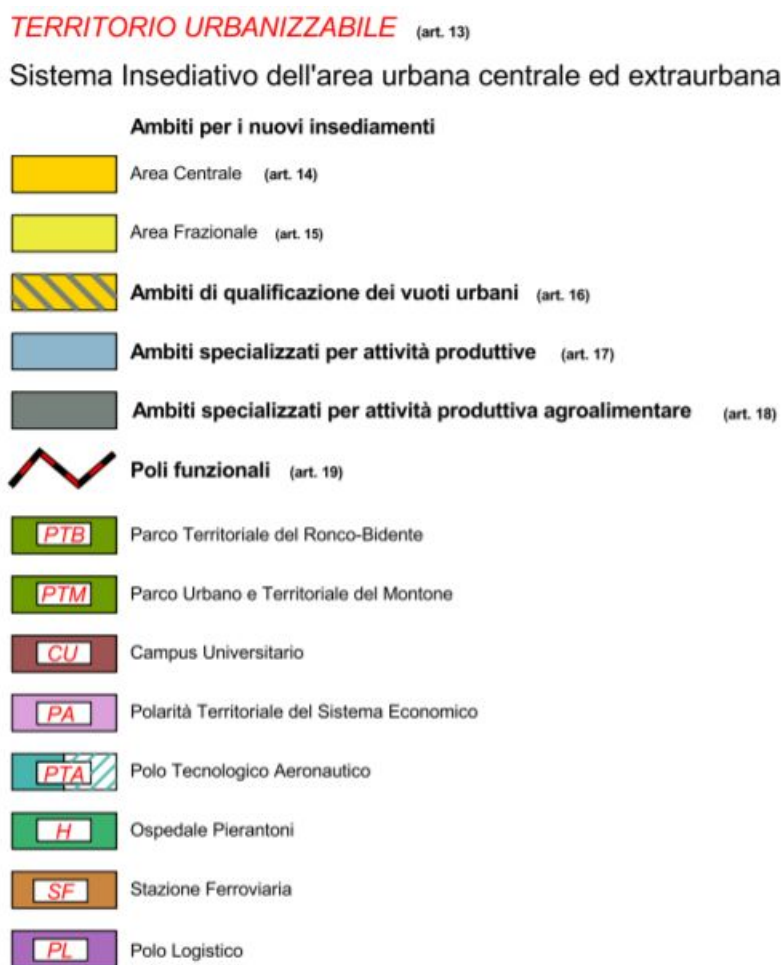 TERRITORIO URBANIZZABILE (art. 13)
Sistema Insediativo dell'area urbana centrale ed extraurbana
Ambiti per i nuovi insediamenti
Area Centrale (art. 14)
Area Frazionale (art. 15)
Ambiti di qualificazione dei vuoti urbani (art. 16)
Ambiti specializzati per attività produttive (art. 17)
Ambiti specializzati per attività produttiva agroalimentare (art. 18)
Poli funzionali (art. 19)
PTB Parco Territoriale del Ronco-Bidente
PTM Parco Urbano e Territoriale del Montone
CU Campus Universitario
PA Polarità Territoriale del Sistema Economico
PTA Polo Tecnologico Aeronautico
H Ospedale Pierantoni
SF Stazione Ferroviaria
PL Polo Logistico